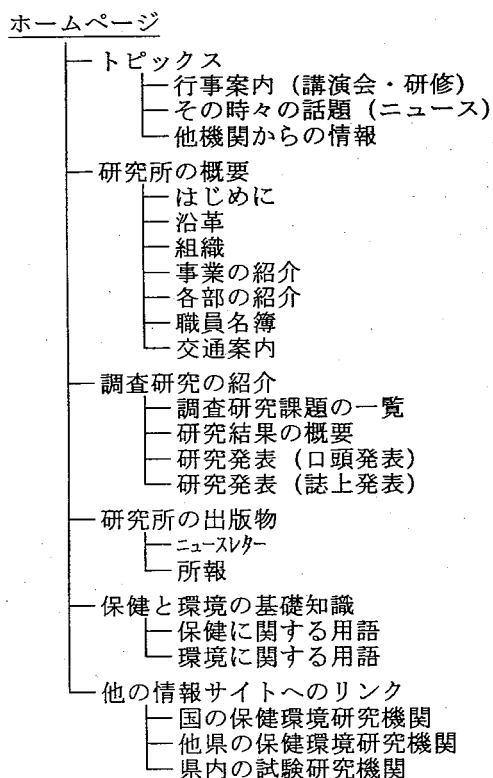 ホームページ
トピックス
行事案内（講演会・研修）
その時々の話題（ニュース）
他機関からの情報
研究所の概要
はじめに
沿革
組織
事業の紹介
各部の紹介
職員名簿
交通案内
調査研究の紹介
調査研究課題の一覧
研究結果の概要
研究発表（口頭発表）
研究発表（誌上発表）
研究所の出版物
ニュースレター
所報
保健と環境の基礎知識
保健に関する用語
環境に関する用語
他の情報サイトへのリンク
国の保健環境研究機関
他県の保健環境研究機関
県内の試験研究機関